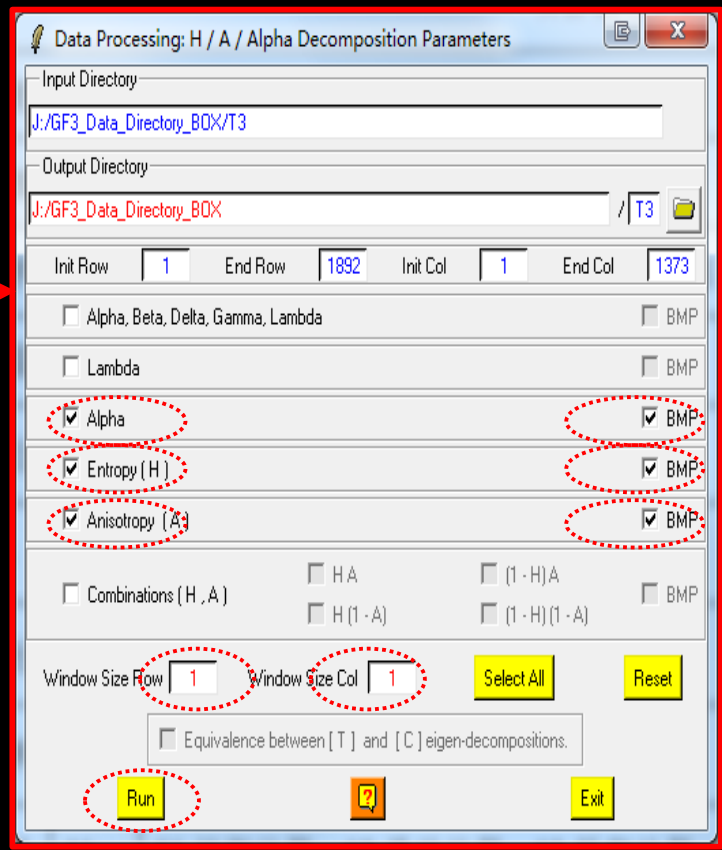 Data Processing: H / A / Alpha Decomposition Parameters
Input Directory
J:/GF3_Data_Directory_BOX/T3
Output Directory
J:/GF3_Data_Directory_BOX / T3
Init Row 1 End Row 1892 Init Col 1 End Col 1373
Alpha, Beta, Delta, Gamma, Lambda BMP
Lambda BMP
Alpha BMP
Entropy ( H ) BMP
Anisotropy ( A ) BMP
H A (1 - H) A
Combinations ( H , A ) BMP
H (1 - A) (1 - H) (1 - A)
Window Size Row 1 Window Size Col 1 Select All Reset
Equivalence between [ T ] and [ C ] eigen-decompositions.
Run ? Exit